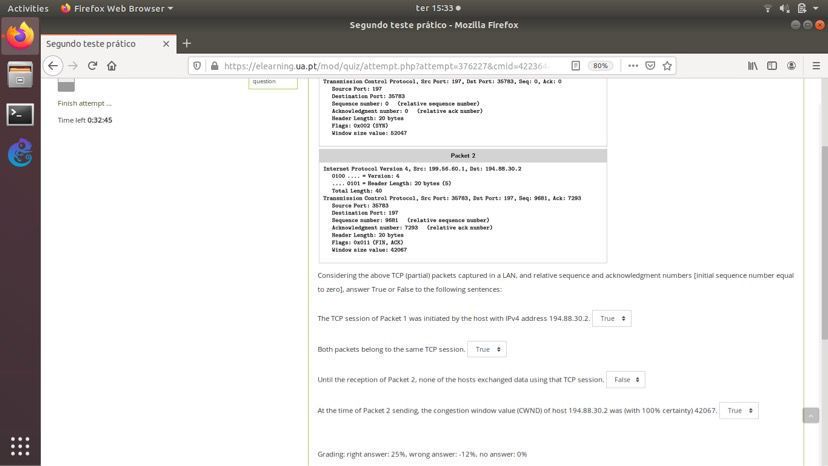 Activities
Firefox Web Browser
ter 15:33
Segundo teste prático - Mozilla Firefox
Segundo teste prático
https://elearning.ua.pt/mod/quiz/attempt.php?attempt=376227&cmid=422364
80%
question
Finish attempt ...
Time left 0:32:45
Transmission Control Protocol, Src Port: 197, Dst Port: 35783, Seq: 0, Ack: 0
Source Port: 197
Destination Port: 35783
Sequence number: 0 (relative sequence number)
Acknowledgment number: 0 (relative ack number)
Header Length: 20 bytes
Flags: 0x002 (SYN)
Window size value: 52047
Packet 2
Internet Protocol Version 4, Src: 199.56.60.1, Dst: 194.88.30.2
0100 .... = Version: 4
.... 0101 = Header Length: 20 bytes (5)
Total Length: 40
Transmission Control Protocol, Src Port: 35783, Dst Port: 197, Seq: 9681, Ack: 7293
Source Port: 35783
Destination Port: 197
Sequence number: 9681 (relative sequence number)
Acknowledgment number: 7293 (relative ack number)
Header Length: 20 bytes
Flags: 0x011 (FIN, ACK)
Window size value: 42067
Considering the above TCP (partial) packets captured in a LAN, and relative sequence and acknowledgment numbers [initial sequence number equal
to zero], answer True or False to the following sentences:
The TCP session of Packet 1 was initiated by the host with IPv4 address 194.88.30.2. True
Both packets belong to the same TCP session. True
Until the reception of Packet 2, none of the hosts exchanged data using that TCP session. False
At the time of Packet 2 sending, the congestion window value (CWND) of host 194.88.30.2 was (with 100% certainty) 42067. True
Grading: right answer: 25%, wrong answer: -12%, no answer: 0%